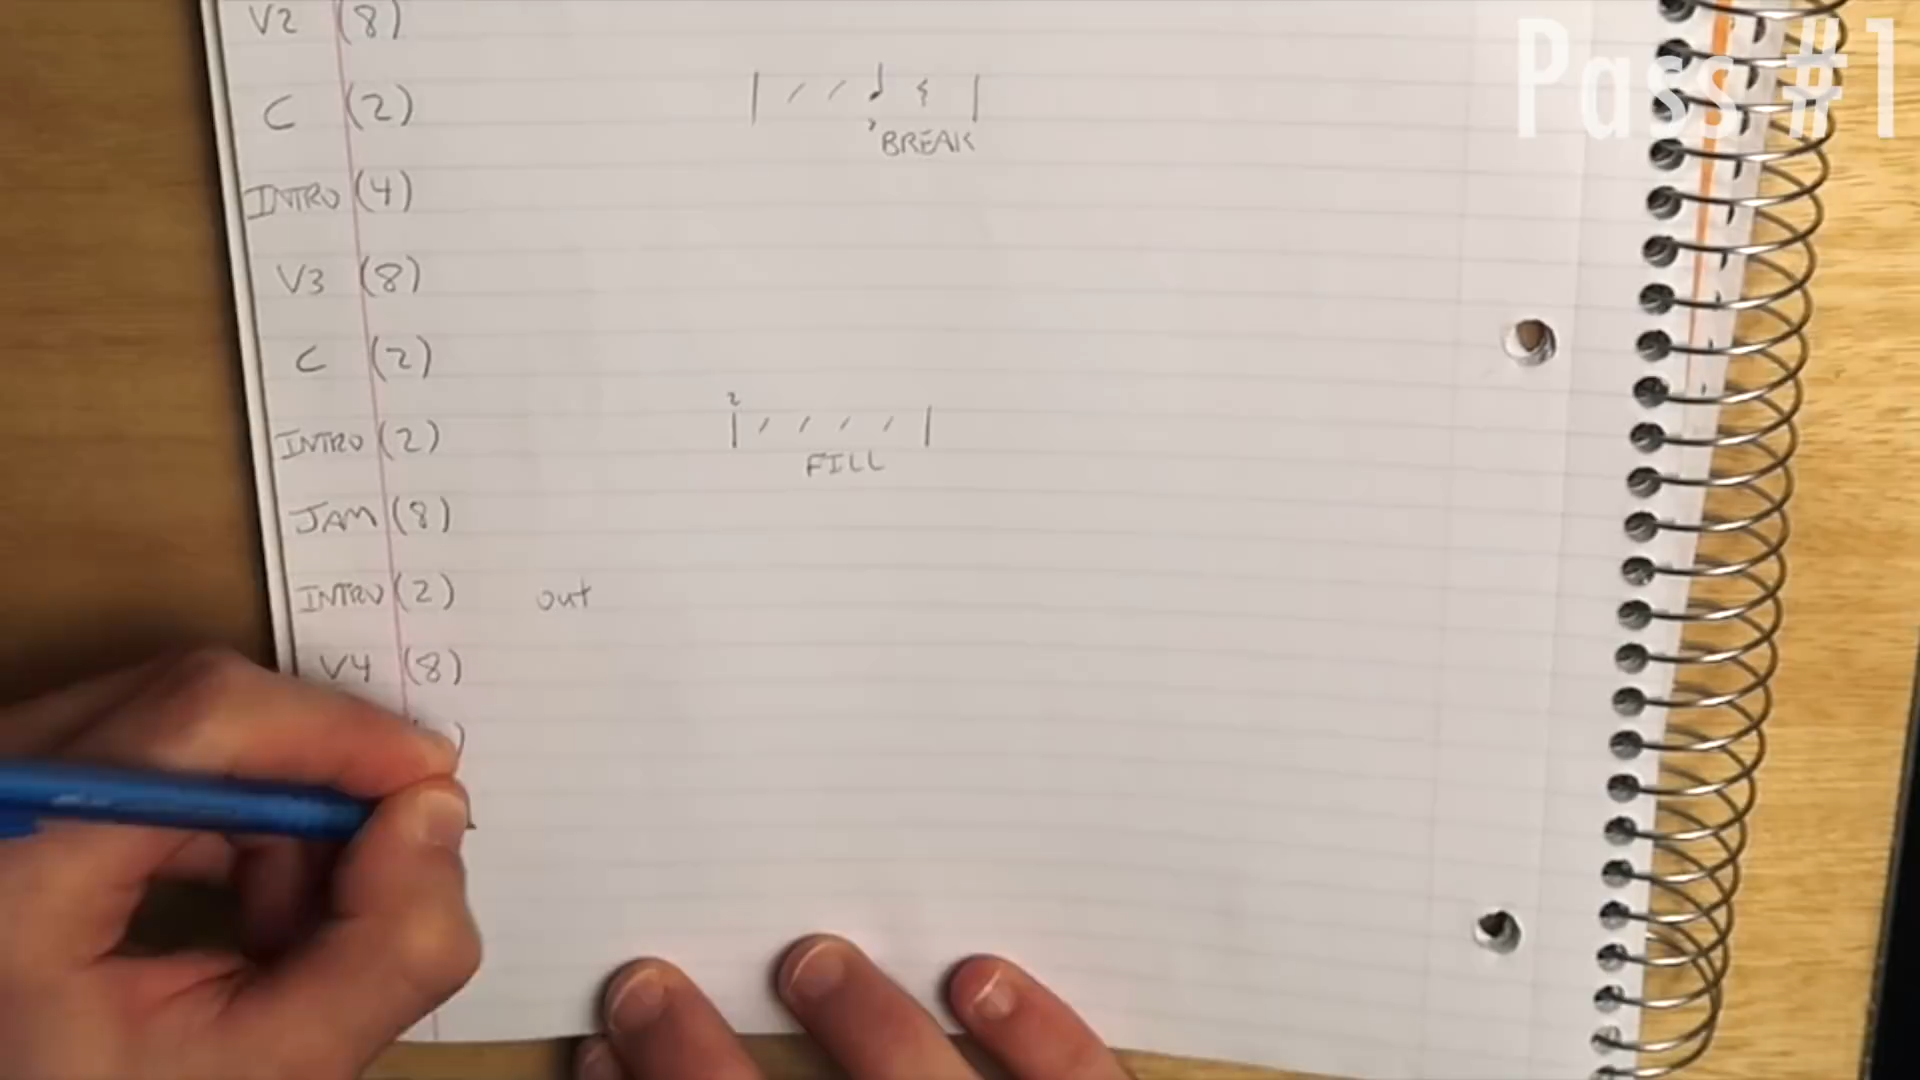 V2 (8)
Pass #1
C (2)
BREAK
INTRO (4)
V3 (8)
C (2)
2
INTRO (2)
FILL
JAM (8)
INTRO (2) out
V4 (8)